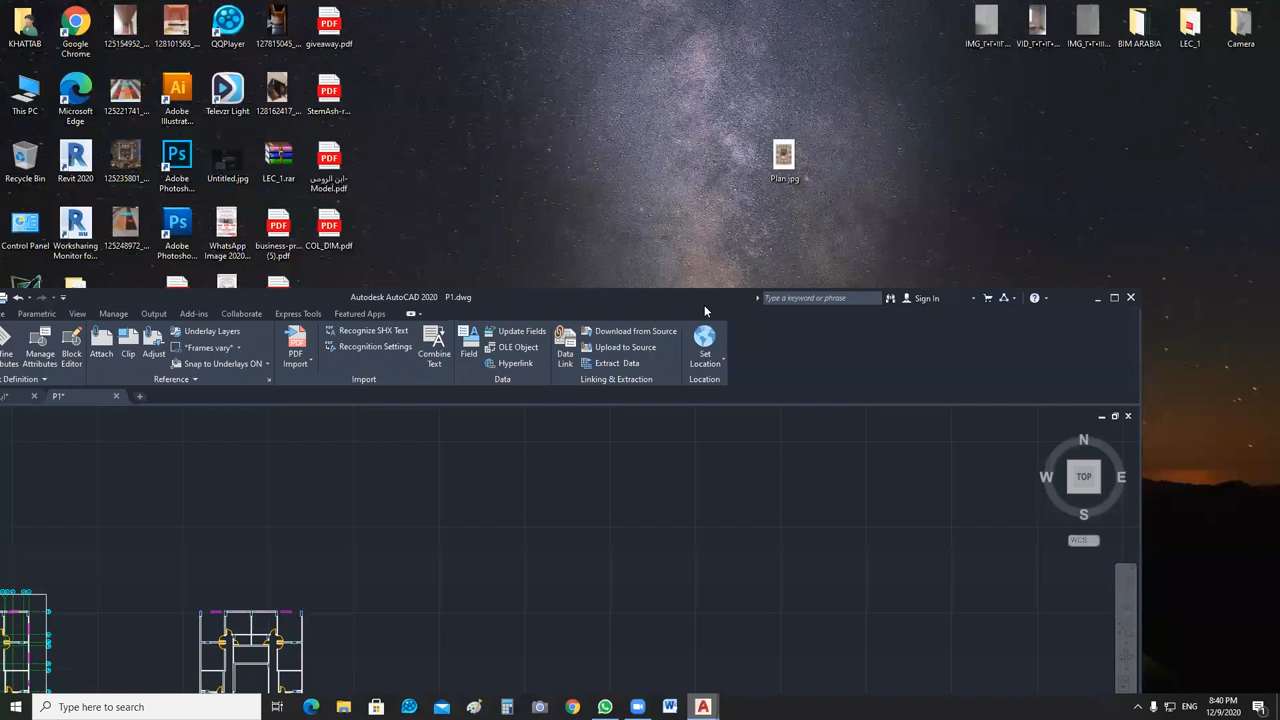 KHATTAB
Google Chrome
125154952_...
128101565_...
QQPlayer
127815045_...
giveaway.pdf
IMG_٢٠٢٠١١٢...
VID_٢٠٢٠١٢٠...
BIM ARABIA
LEC_1
Camera
This PC
Microsoft Edge
125221741_...
Adobe Illustrat...
Televzr Light
128162417_...
StemAsh-r...
Plan.jpg
Recycle Bin
Revit 2020
125235801_...
Adobe Photosh...
Untitled.jpg
LEC_1.rar
ابن الرومى-Model.pdf
Control Panel
Worksharing Monitor fo...
125248972_...
Adobe Photosho...
WhatsApp Image 2020...
business-pr... (5).pdf
COL_DIM.pdf
Autodesk AutoCAD 2020 P1.dwg
Type a keyword or phrase
Sign In
Parametric View Manage Output Add-ins Collaborate Express Tools Featured Apps
Manage Attributes
Block Editor
Attach
Clip
Adjust
Underlay Layers
*Frames vary*
Snap to Underlays ON
PDF Import
Recognize SHX Text
Recognition Settings
Combine Text
Field
Update Fields
OLE Object
Hyperlink
Data Link
Download from Source
Upload to Source
Extract Data
Set Location
t Definition
Reference
Import
Data
Linking & Extraction
Location
P1*
N
W TOP E
S
WCS
Type here to search
ENG
8:40 PM
12/9/2020